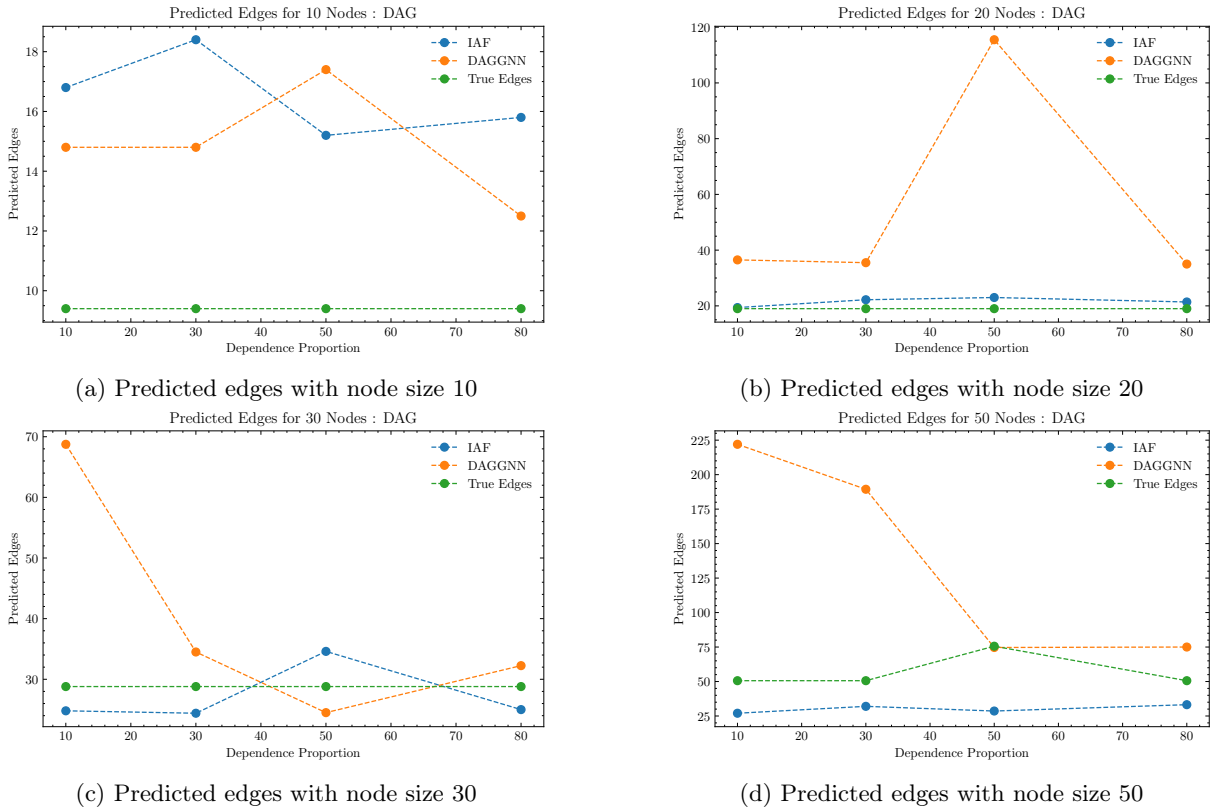 Predicted Edges for 10 Nodes : DAG
18
16
14
12
10
Predicted Edges
IAF
DAGGNN
True Edges
10 20 30 40 50 60 70 80
Dependence Proportion
(a) Predicted edges with node size 10
Predicted Edges for 20 Nodes : DAG
120
100
80
60
40
20
Predicted Edges
IAF
DAGGNN
True Edges
10 20 30 40 50 60 70 80
Dependence Proportion
(b) Predicted edges with node size 20
Predicted Edges for 30 Nodes : DAG
70
60
50
40
30
Predicted Edges
IAF
DAGGNN
True Edges
10 20 30 40 50 60 70 80
Dependence Proportion
(c) Predicted edges with node size 30
Predicted Edges for 50 Nodes : DAG
225
200
175
150
125
100
75
50
25
Predicted Edges
IAF
DAGGNN
True Edges
10 20 30 40 50 60 70 80
Dependence Proportion
(d) Predicted edges with node size 50